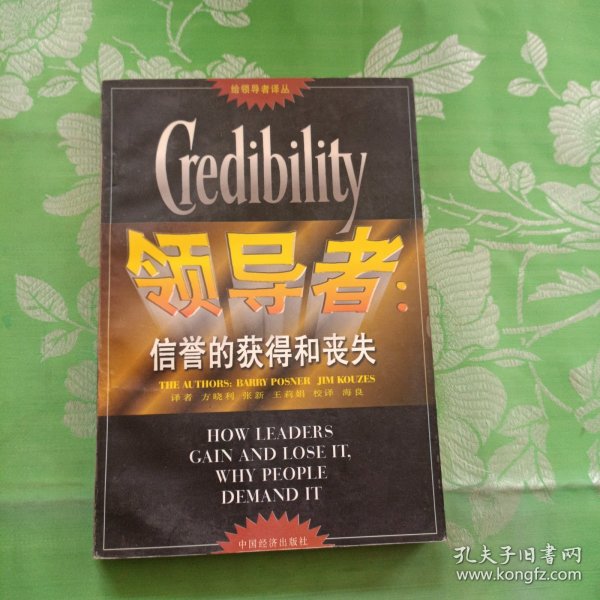 给领导者译丛
Credibility
领导者:
信誉的获得和丧失
THE AUTHORS: BARRY POSNER JIM KOUZES
译者 方晓利 张新 王莉娟 校译 海良
HOW LEADERS
GAIN AND LOSE IT,
WHY PEOPLE
DEMAND IT
中国经济出版社
孔夫子旧书网
www.kongfz.com